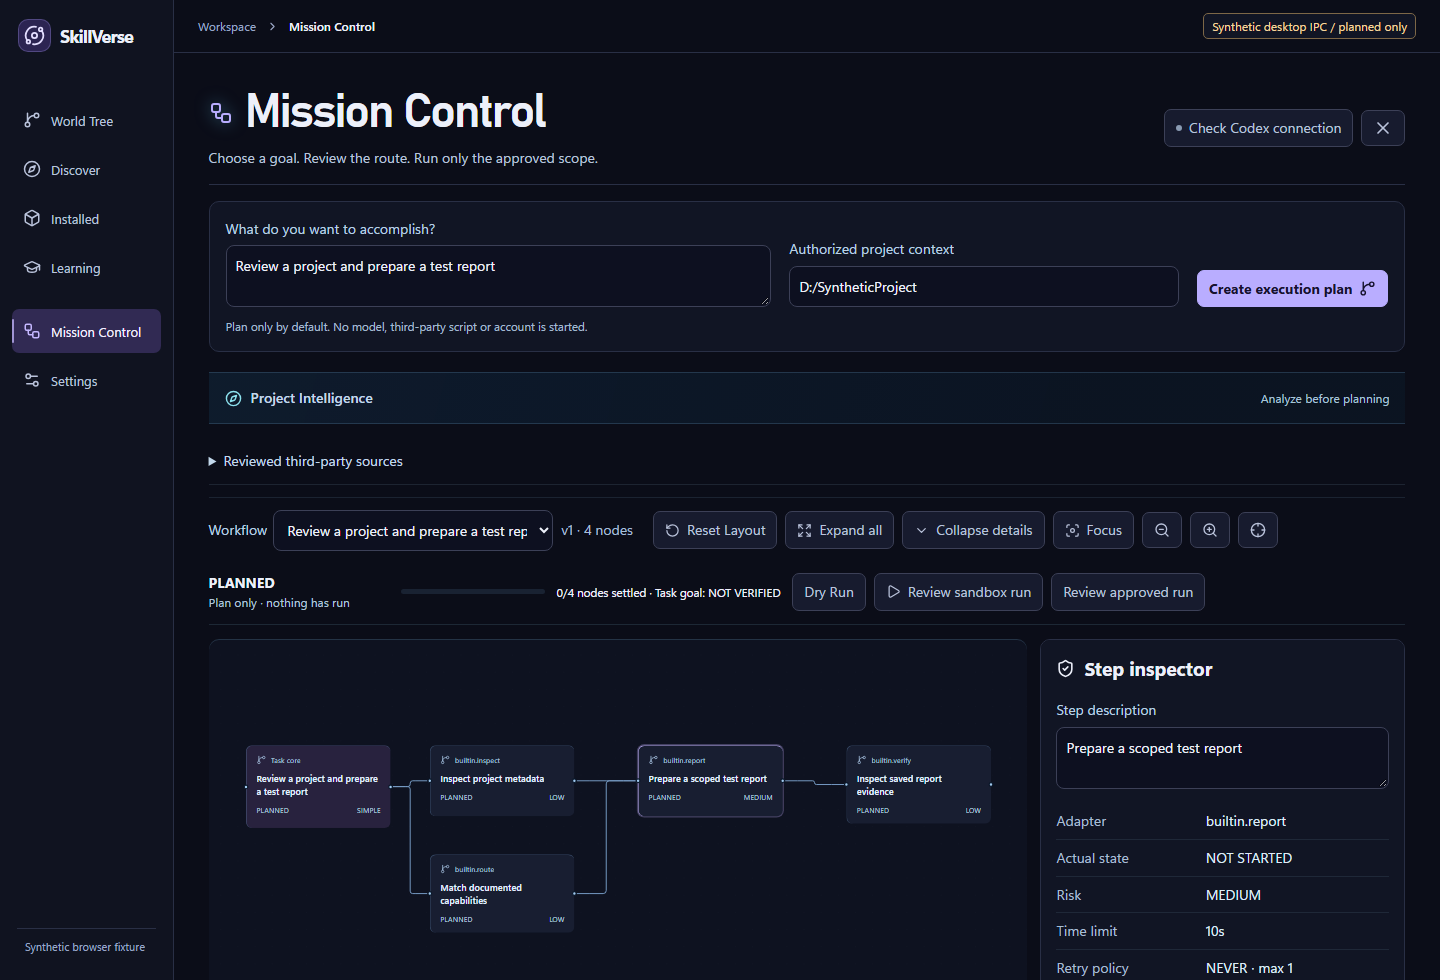 SkillVerse
Workspace > Mission Control
Synthetic desktop IPC / planned only
World Tree
Discover
Installed
Learning
Mission Control
Settings
Synthetic browser fixture
Mission Control
Choose a goal. Review the route. Run only the approved scope.
Check Codex connection
What do you want to accomplish?
Review a project and prepare a test report
Plan only by default. No model, third-party script or account is started.
Authorized project context
D:/SyntheticProject
Create execution plan
Project Intelligence
Analyze before planning
Reviewed third-party sources
Workflow
Review a project and prepare a test rep
v1 · 4 nodes
Reset Layout
Expand all
Collapse details
Focus
PLANNED
Plan only · nothing has run
0/4 nodes settled · Task goal: NOT VERIFIED
Dry Run
Review sandbox run
Review approved run
Task core
Review a project and prepare
a test report
PLANNED SIMPLE
builtin.inspect
Inspect project metadata
PLANNED LOW
builtin.route
Match documented
capabilities
PLANNED LOW
builtin.report
Prepare a scoped test report
PLANNED MEDIUM
builtin.verify
Inspect saved report
evidence
PLANNED LOW
Step inspector
Step description
Prepare a scoped test report
Adapter builtin.report
Actual state NOT STARTED
Risk MEDIUM
Time limit 10s
Retry policy NEVER · max 1